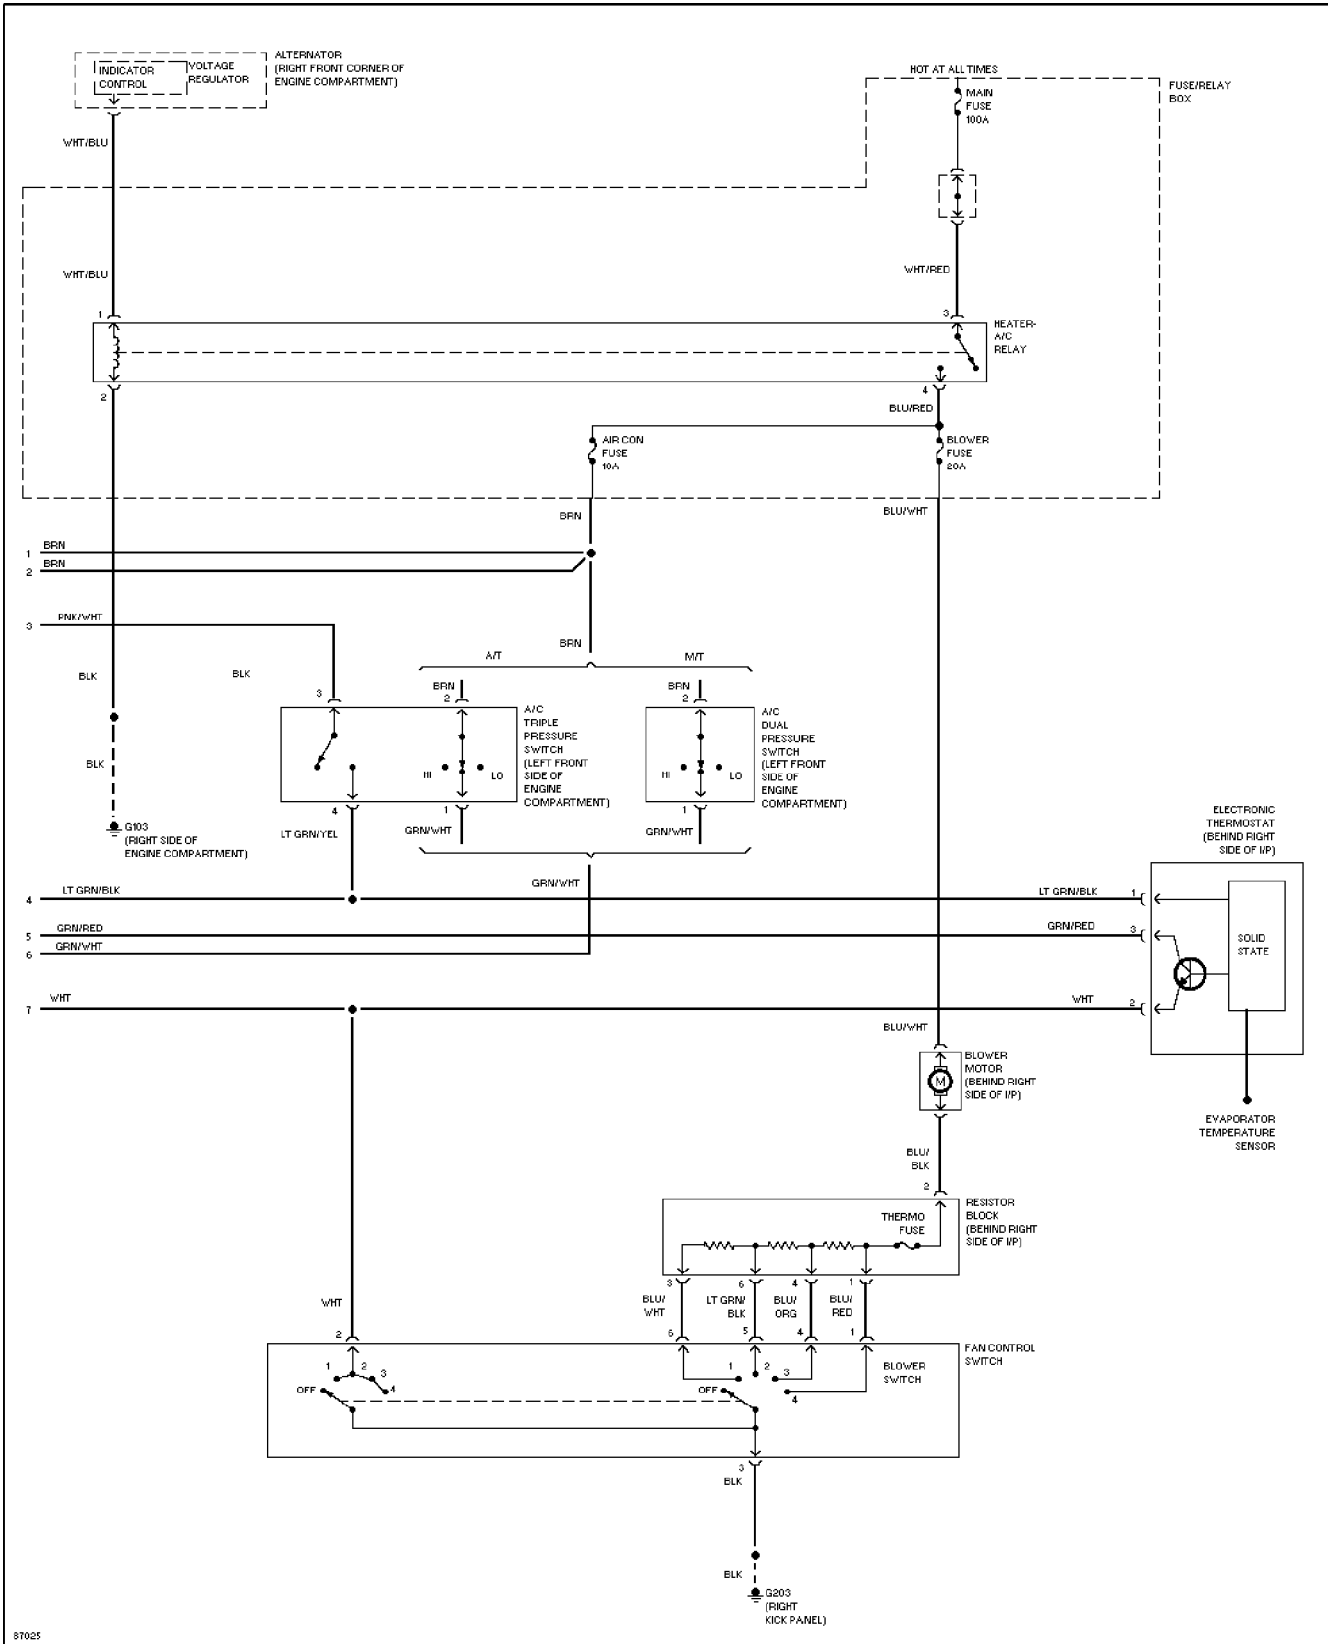 ALTERNATOR
(RIGHT FRONT CORNER OF
ENGINE COMPARTMENT)
VOLTAGE
REGULATOR
INDICATOR
CONTROL
HOT AT ALL TIMES
MAIN
FUSE
100A
FUSE/RELAY
BOX
WHT/BLU
WHT/BLU
WHT/RED
1
3
HEATER-
A/C
RELAY
2
4
BLU/RED
AIR CON
FUSE
10A
BLOWER
FUSE
20A
BRN
BLU/WHT
1
BRN
2
BRN
3
PNK/WHT
BRN
A/T
M/T
BLK
BLK
3
BRN
2
BRN
2
A/C
TRIPLE
PRESSURE
SWITCH
(LEFT FRONT
SIDE OF
ENGINE
COMPARTMENT)
A/C
DUAL
PRESSURE
SWITCH
(LEFT FRONT
SIDE OF
ENGINE
COMPARTMENT)
BLK
HI
LO
HI
LO
4
1
1
LT GRN/YEL
GRN/WHT
GRN/WHT
G103
(RIGHT SIDE OF
ENGINE COMPARTMENT)
ELECTRONIC
THERMOSTAT
(BEHIND RIGHT
SIDE OF I/P)
GRN/WHT
4
LT GRN/BLK
LT GRN/BLK
1
5
GRN/RED
GRN/RED
3
6
GRN/WHT
SOLID
STATE
7
WHT
WHT
2
BLU/WHT
BLOWER
MOTOR
(BEHIND RIGHT
SIDE OF I/P)
M
EVAPORATOR
TEMPERATURE
SENSOR
BLU/
BLK
2
RESISTOR
BLOCK
(BEHIND RIGHT
SIDE OF I/P)
THERMO
FUSE
3
6
4
1
BLU/
WHT
LT GRN/
BLK
BLU/
ORG
BLU/
RED
WHT
2
6
5
4
1
FAN CONTROL
SWITCH
BLOWER
SWITCH
1
2
3
4
OFF
1
2
3
4
OFF
3
BLK
BLK
G203
(RIGHT
KICK PANEL)
87025